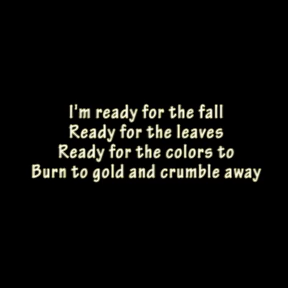 I'm ready for the fall
Ready for the leaves
Ready for the colors to
Burn to gold and crumble away